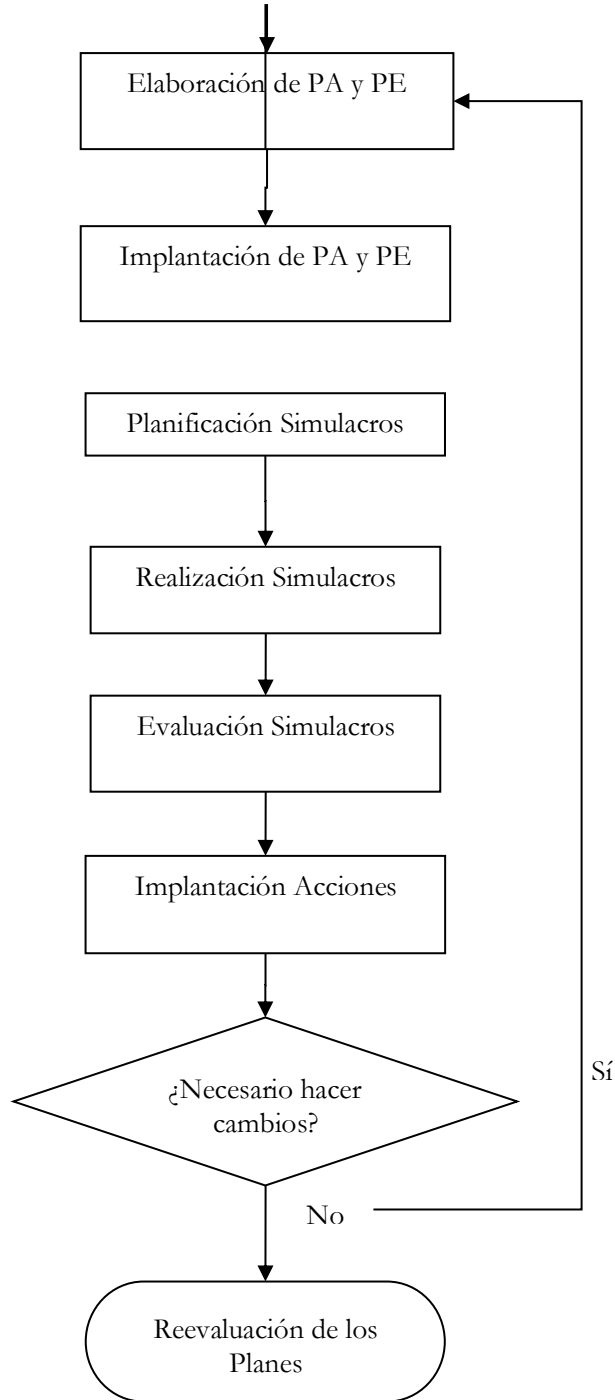 Elaboración de PA y PE
Implantación de PA y PE
Planificación Simulacros
Realización Simulacros
Evaluación Simulacros
Implantación Acciones
¿Necesario hacer
cambios?
Sí
No
Reevaluación de los
Planes